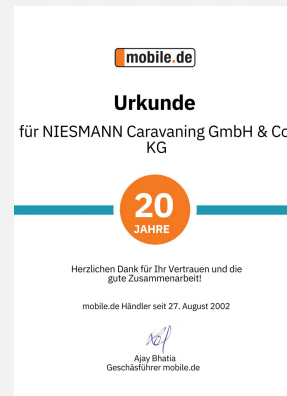 mobile.de
Urkunde
für NIESMANN Caravaning GmbH & Co
KG
20
JAHRE
Herzlichen Dank für Ihr Vertrauen und die
gute Zusammenarbeit!
mobile.de Händler seit 27. August 2002
Ajay Bhatia
Geschäsführer mobile.de